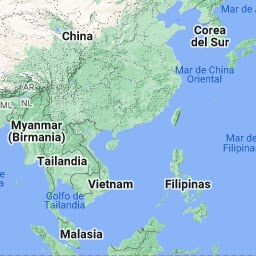 Mar de
Corea
del Sur
China
Mar de China
Oriental
AR
ML
NL
Myanmar
(Birmania)
Mar de
Filipinas
Tailandia
Vietnam
Filipinas
Golfo de
Tailandia
Malasia